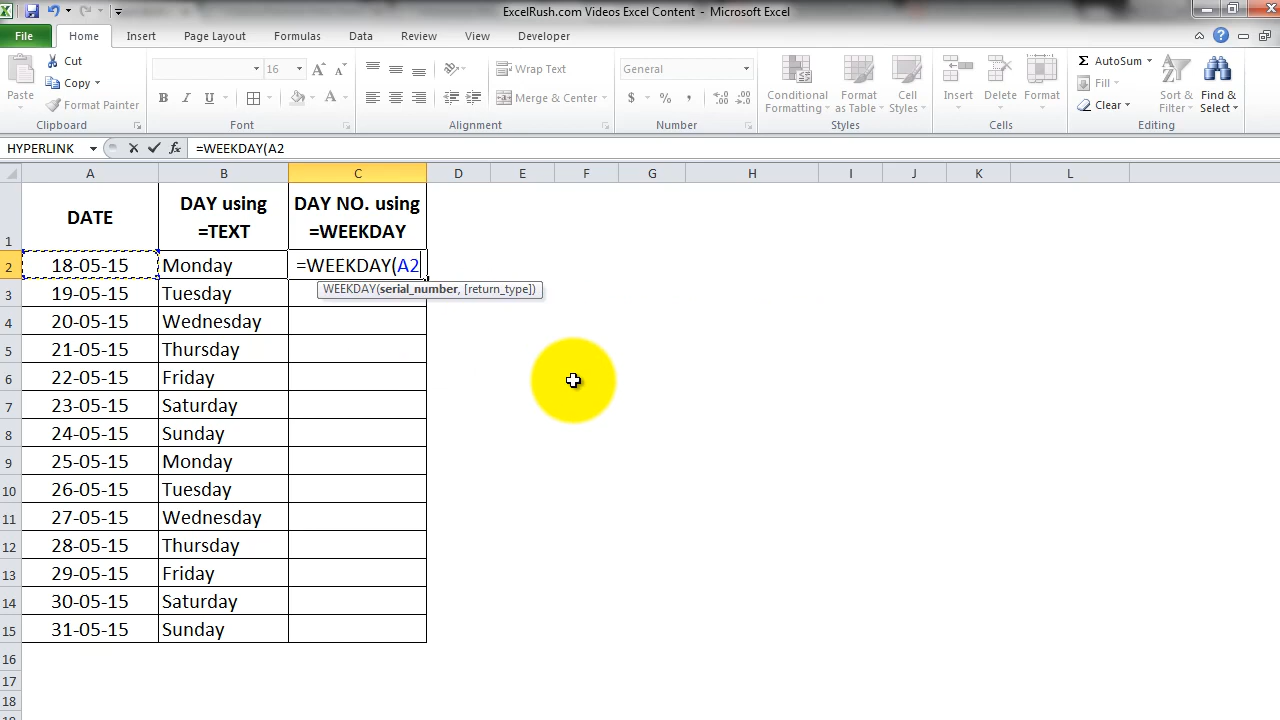 ExcelRush.com Videos Excel Content - Microsoft Excel
File Home Insert Page Layout Formulas Data Review View Developer
Paste
Cut
Copy
Format Painter
Clipboard
16 A A
B I U A
Font
Wrap Text
Merge & Center
Alignment
General
$ % , .00 .0
Number
Conditional Formatting
Format as Table
Cell Styles
Styles
Insert Delete Format
Cells
Σ AutoSum
Fill
Clear
Sort & Filter
Find & Select
Editing
HYPERLINK fx =WEEKDAY(A2
A B C D E F G H I J K L
1 DATE DAY using =TEXT DAY NO. using =WEEKDAY
2 18-05-15 Monday =WEEKDAY(A2
WEEKDAY(serial_number, [return_type])
3 19-05-15 Tuesday
4 20-05-15 Wednesday
5 21-05-15 Thursday
6 22-05-15 Friday
7 23-05-15 Saturday
8 24-05-15 Sunday
9 25-05-15 Monday
10 26-05-15 Tuesday
11 27-05-15 Wednesday
12 28-05-15 Thursday
13 29-05-15 Friday
14 30-05-15 Saturday
15 31-05-15 Sunday
16
17
18